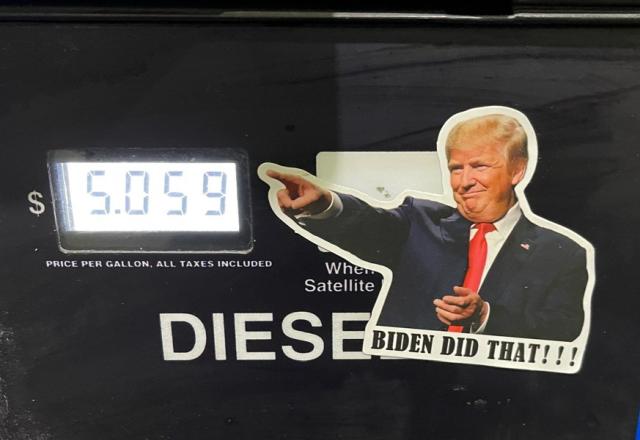 $ 5.059
PRICE PER GALLON, ALL TAXES INCLUDED
When
Satellite
DIESE
BIDEN DID THAT!!!